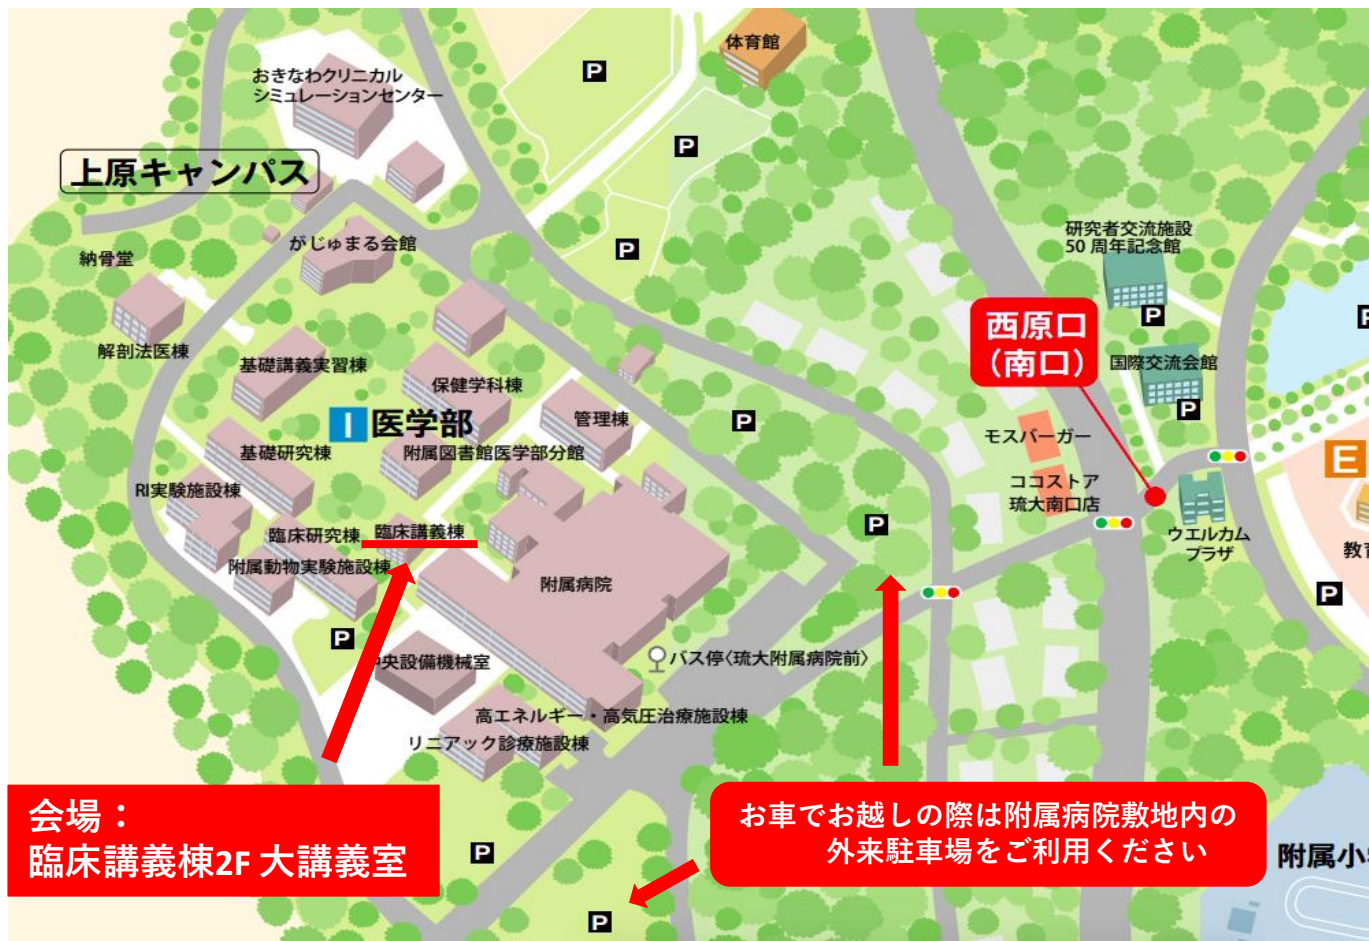 体育館
P
おきなわクリニカル
シミュレーションセンター
P
上原キャンパス
研究者交流施設
50 周年記念館
がじゅまる会館
P
納骨堂
西原口
（南口）
P
P
解剖法医棟
基礎講義実習棟
国際交流会館
保健学科棟
P
I 医学部
管理棟
P
モスバーガー
基礎研究棟
附属図書館医学部分館
E
ココストア
琉大南口店
RI実験施設棟
P
臨床研究棟
臨床講義棟
ウエルカム
プラザ
教育
附属動物実験施設棟
附属病院
P
P
中央設備機械室
バス停〈琉大附属病院前〉
高エネルギー・高気圧治療施設棟
リニアック診療施設棟
会場：
臨床講義棟2F 大講義室
お車でお越しの際は附属病院敷地内の
外来駐車場をご利用ください
P
附属小
P